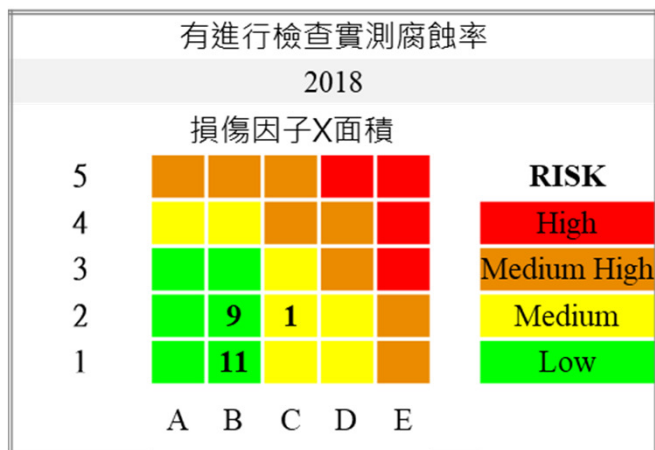 有進行檢查實測腐蝕率
2018
損傷因子X面積
5 RISK
4 High
3 Medium High
2 9 1 Medium
1 11 Low
A B C D E